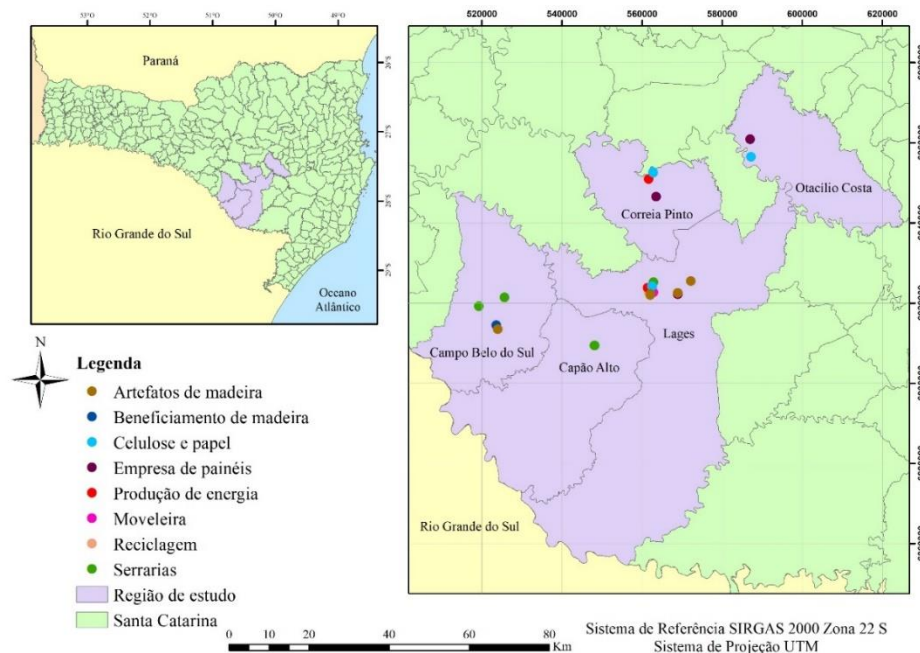 53°S
52°S
51°S
50°S
49°S
48°S
Paraná
Rio Grande do Sul
Occano
Atlântico
26°S
27°S
28°S
29°S
520000
540000
560000
580000
600000
620000
Otacilio Costa
Correia Pinto
Lages
Campo Belo do Sul
Capão Alto
Rio Grande do Sul
N
Legenda
Artefatos de madeira
Beneficiamento de madeira
Celulose e papel
Empresa de painéis
Produção de energia
Moveleira
Reciclagem
Serrarias
Região de estudo
Santa Catarina
0 10 20 40 60 80
Km
Sistema de Referência SIRGAS 2000 Zona 22 S
Sistema de Projeção UTM